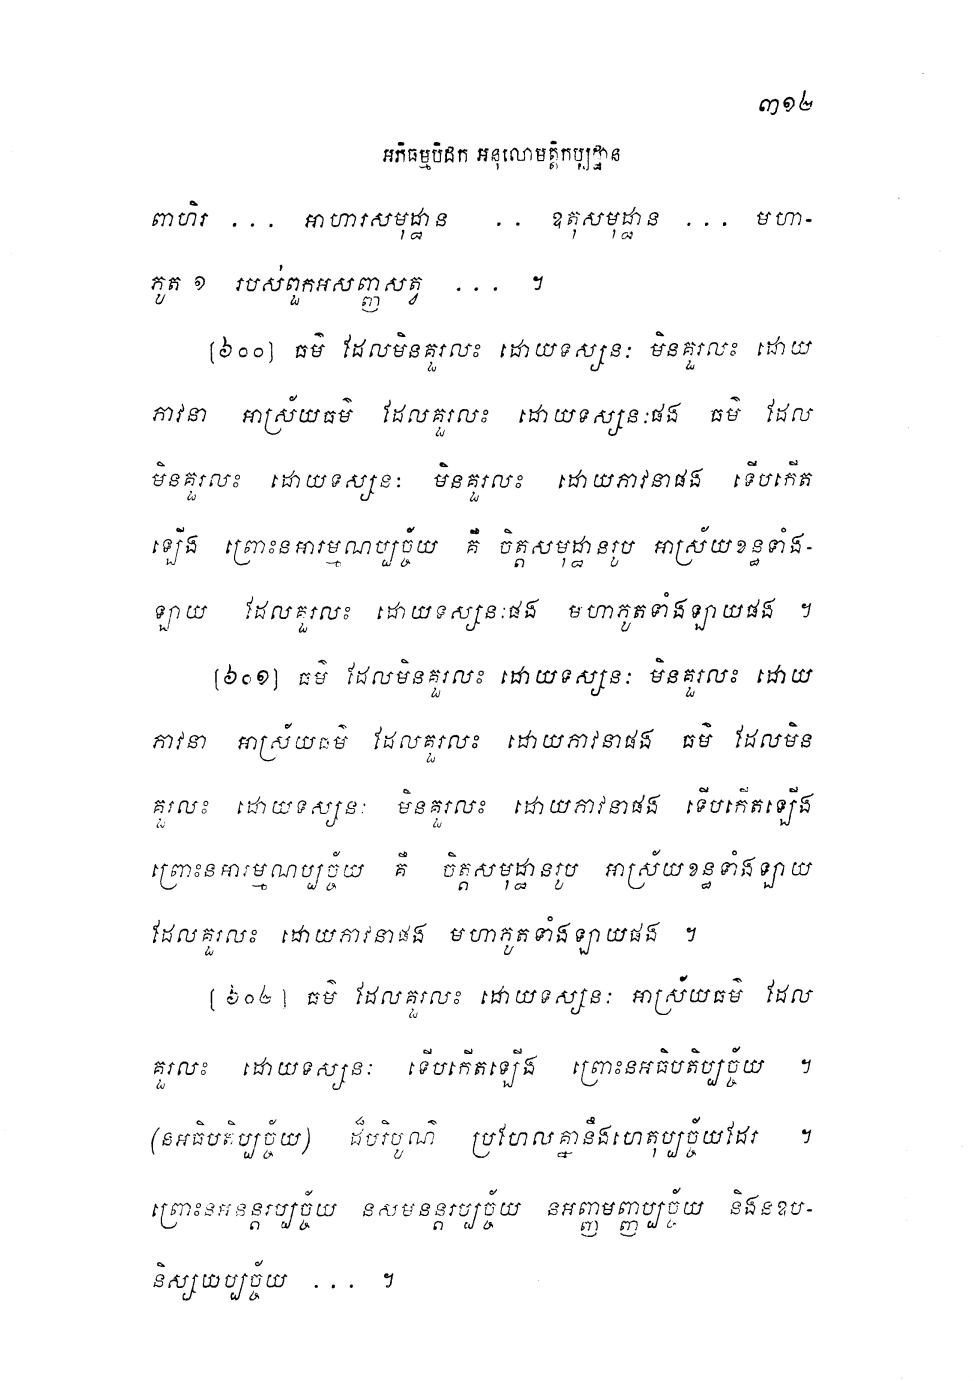 ៣១២
អភិធម្មបិដក អនុលោមត្តិកប្បដ្ឋាន
ពាហិរ ... អាហារសមុដ្ឋាន .. ឧតុសមុដ្ឋាន ... មហា-
ភូត ១ របស់ពួកអសញ្ញសត្វ ... ។
[៦០០] ធម៌ ដែលមិនគួរលះ ដោយទស្សនៈ មិនគួរលះ ដោយ
ភាវនា អាស្រ័យធម៌ ដែលគួរលះ ដោយទស្សនៈផង ធម៌ ដែល
មិនគួរលះ ដោយទស្សនៈ មិនគួរលះ ដោយភាវនាផង ទើបកើត
ឡើង ព្រោះនអារម្មណប្បច្ច័យ គឺ ចិត្តសមុដ្ឋានរូប អាស្រ័យខន្ធទាំង-
ឡាយ ដែលគួរលះ ដោយទស្សនៈផង មហាភូតទាំងឡាយផង ។
[៦០១] ធម៌ ដែលមិនគួរលះ ដោយទស្សនៈ មិនគួរលះ ដោយ
ភាវនា អាស្រ័យធម៌ ដែលគួរលះ ដោយភាវនាផង ធម៌ ដែលមិន
គួរលះ ដោយទស្សនៈ មិនគួរលះ ដោយភាវនាផង ទើបកើតឡើង
ព្រោះនអារម្មណប្បច្ច័យ គឺ ចិត្តសមុដ្ឋានរូប អាស្រ័យខន្ធទាំងឡាយ
ដែលគួរលះ ដោយភាវនាផង មហាភូតទាំងឡាយផង ។
[៦០២] ធម៌ ដែលគួរលះ ដោយទស្សនៈ អាស្រ័យធម៌ ដែល
គួរលះ ដោយទស្សនៈ ទើបកើតឡើង ព្រោះនអធិបតិប្បច្ច័យ ។
(នអធិបតិប្បច្ច័យ) ដ៏បរិបូណ៌ ប្រហែលគ្នានឹងហេតុប្បច្ច័យដែរ ។
ព្រោះនអនន្តរប្បច្ច័យ នសមនន្តរប្បច្ច័យ នអញ្ញមញ្ញប្បច្ច័យ និងនឧប-
និស្សយប្បច្ច័យ ... ។